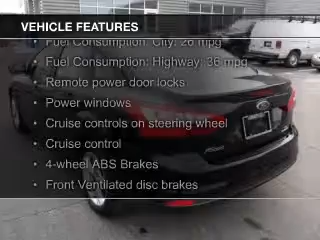 VEHICLE FEATURES
• Fuel Consumption: City: 26 mpg
• Fuel Consumption: Highway: 36 mpg
• Remote power door locks
• Power windows
• Cruise controls on steering wheel
• Cruise control
• 4-wheel ABS Brakes
• Front Ventilated disc brakes